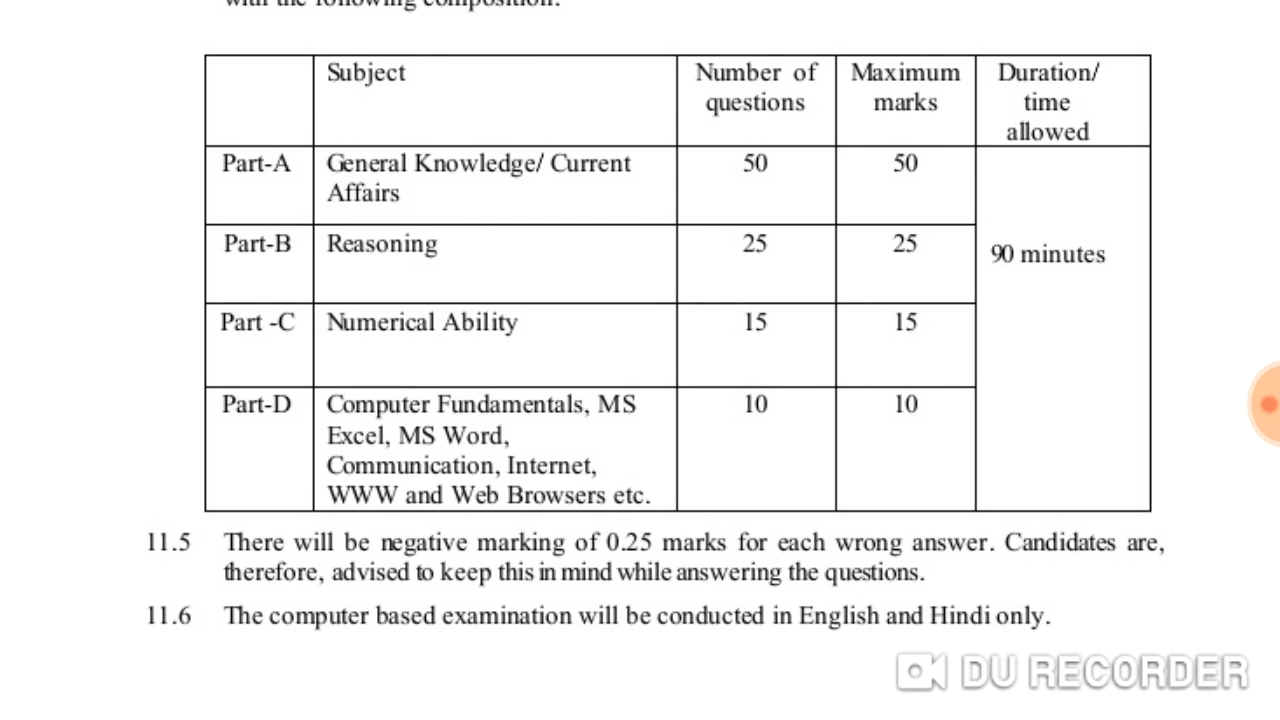 with the following composition:
Subject
Number of questions
Maximum marks
Duration/ time allowed
Part-A
General Knowledge/ Current
Affairs
50
50
90 minutes
Part-B
Reasoning
25
25
Part -C
Numerical Ability
15
15
Part-D
Computer Fundamentals, MS
Excel, MS Word,
Communication, Internet,
WWW and Web Browsers etc.
10
10
11.5 There will be negative marking of 0.25 marks for each wrong answer. Candidates are,
therefore, advised to keep this in mind while answering the questions.
11.6 The computer based examination will be conducted in English and Hindi only.
DU RECORDER